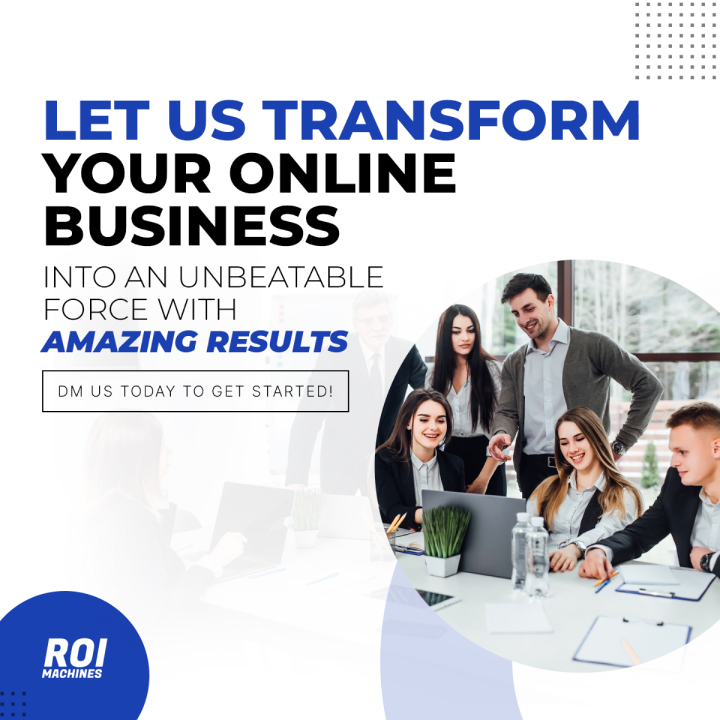 LET US TRANSFORM
YOUR ONLINE
BUSINESS
INTO AN UNBEATABLE
FORCE WITH
AMAZING RESULTS
DM US TODAY TO GET STARTED!
ROI
MACHINES